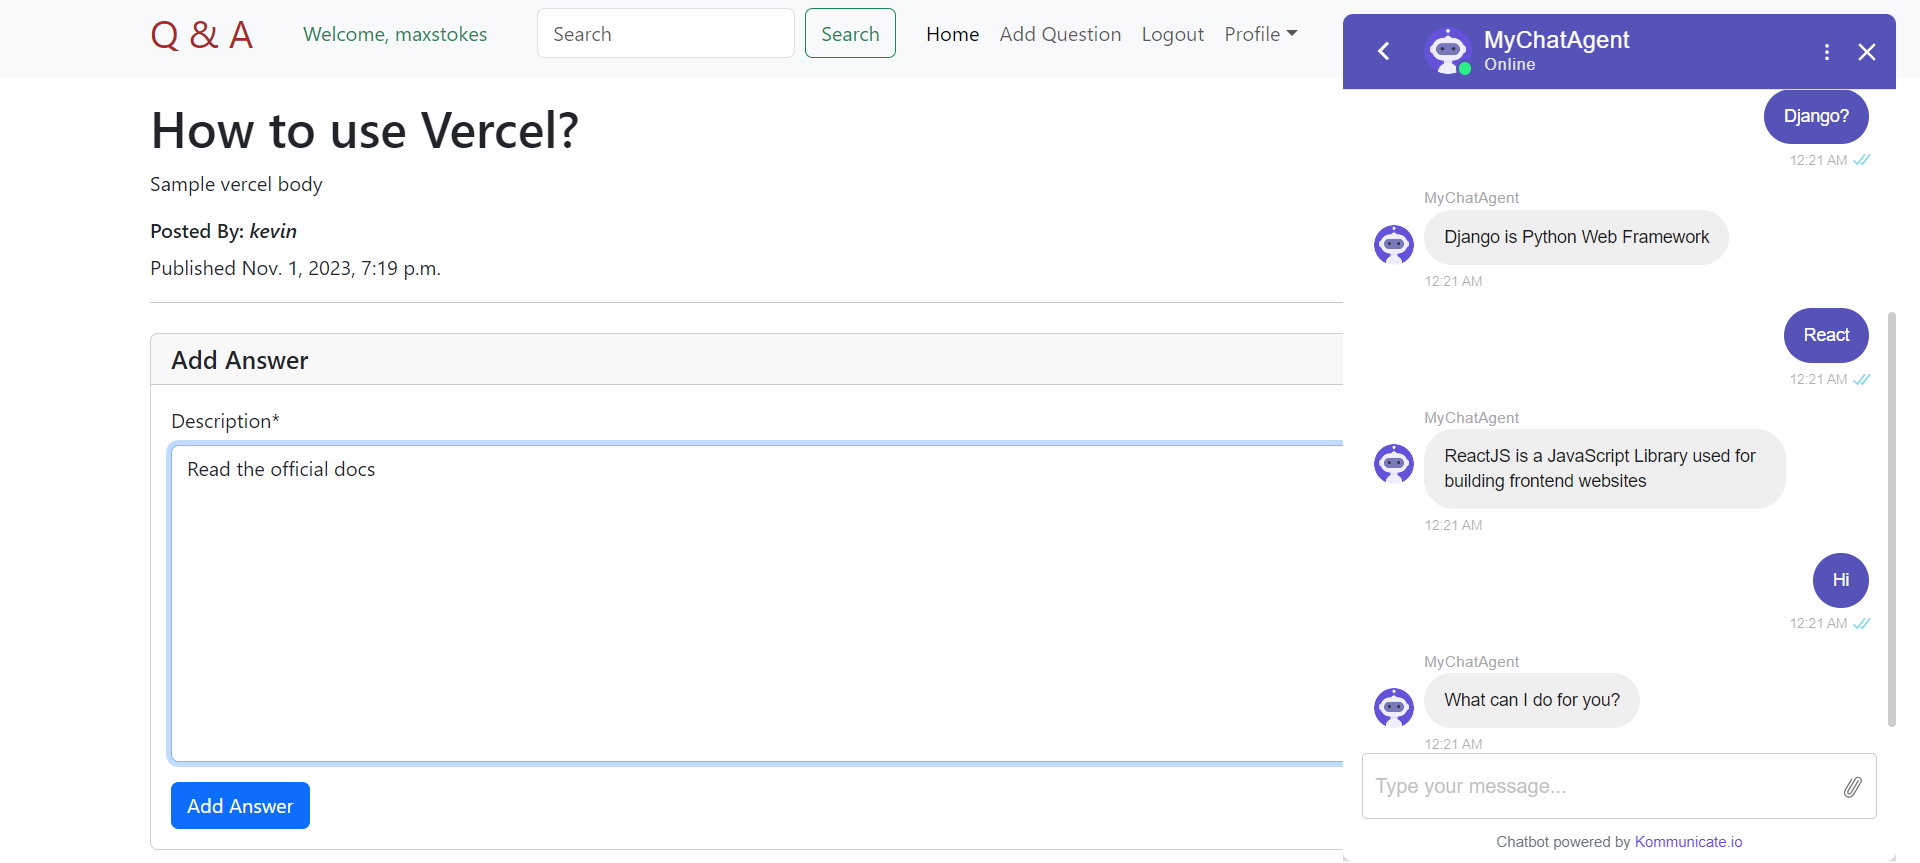 Q & A
Welcome, maxstokes
Search
Search
Home
Add Question
Logout
Profile
How to use Vercel?
Sample vercel body
Posted By: kevin
Published Nov. 1, 2023, 7:19 p.m.
Add Answer
Description*
Read the official docs
Add Answer
MyChatAgent
Online
Django?
12:21 AM
MyChatAgent
Django is Python Web Framework
12:21 AM
React
12:21 AM
MyChatAgent
ReactJS is a JavaScript Library used for
building frontend websites
12:21 AM
Hi
12:21 AM
MyChatAgent
What can I do for you?
12:21 AM
Type your message...
Chatbot powered by Kommunicate.io